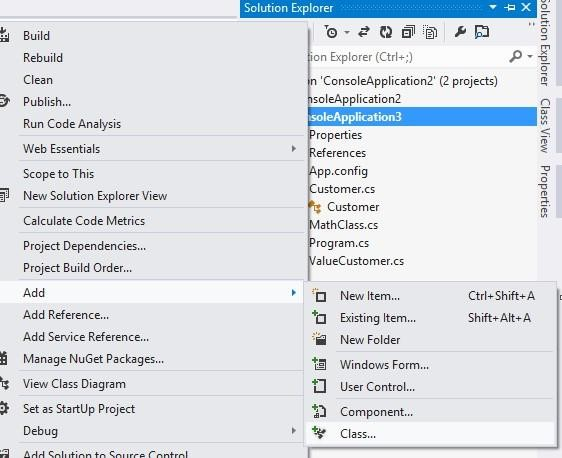 Solution Explorer
Build
Rebuild
Clean
Publish...
Run Code Analysis
Web Essentials
Scope to This
New Solution Explorer View
Calculate Code Metrics
Project Dependencies...
Project Build Order...
Add
Add Reference...
Add Service Reference...
Manage NuGet Packages...
View Class Diagram
Set as StartUp Project
Debug
Add Solution to Source Control
Explorer (Ctrl+;)
'ConsoleApplication2' (2 projects)
nsoleApplication2
nsoleApplication3
Properties
References
App.config
Customer.cs
Customer
MathClass.cs
Program.cs
ValueCustomer.cs
New Item... Ctrl+Shift+A
Existing Item... Shift+Alt+A
New Folder
Windows Form...
User Control...
Component...
Class...
Solution Explorer
Class View
Properties